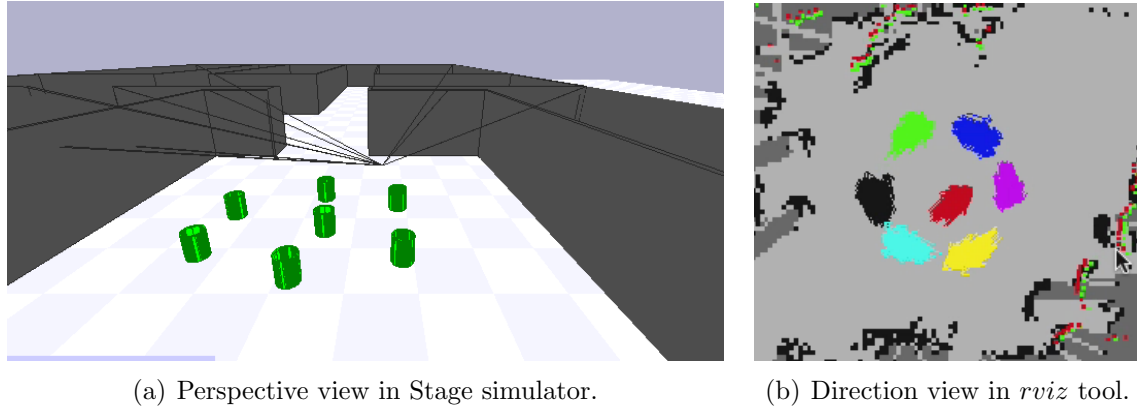 (a) Perspective view in Stage simulator.
(b) Direction view in rviz tool.